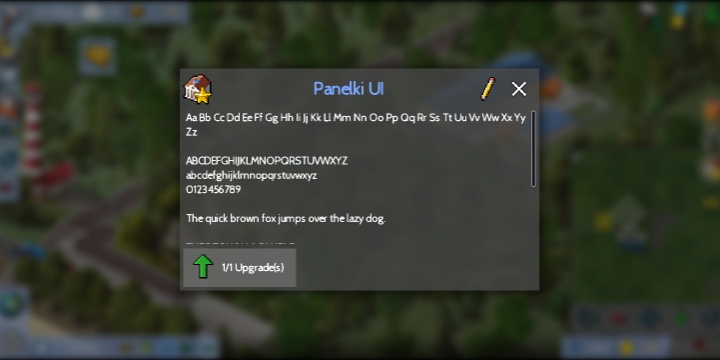 Panelki UI
Aa Bb Cc Dd Ee Ff Gg Hh Ii Jj Kk Ll Mm Nn Oo Pp Qq Rr Ss Tt Uu Vv Ww Xx Yy
Zz
ABCDEFGHIJKLMNOPQRSTUVWXYZ
abcdefghijklmnopqrstuvwxyz
0123456789
The quick brown fox jumps over the lazy dog.
1/1 Upgrade(s)